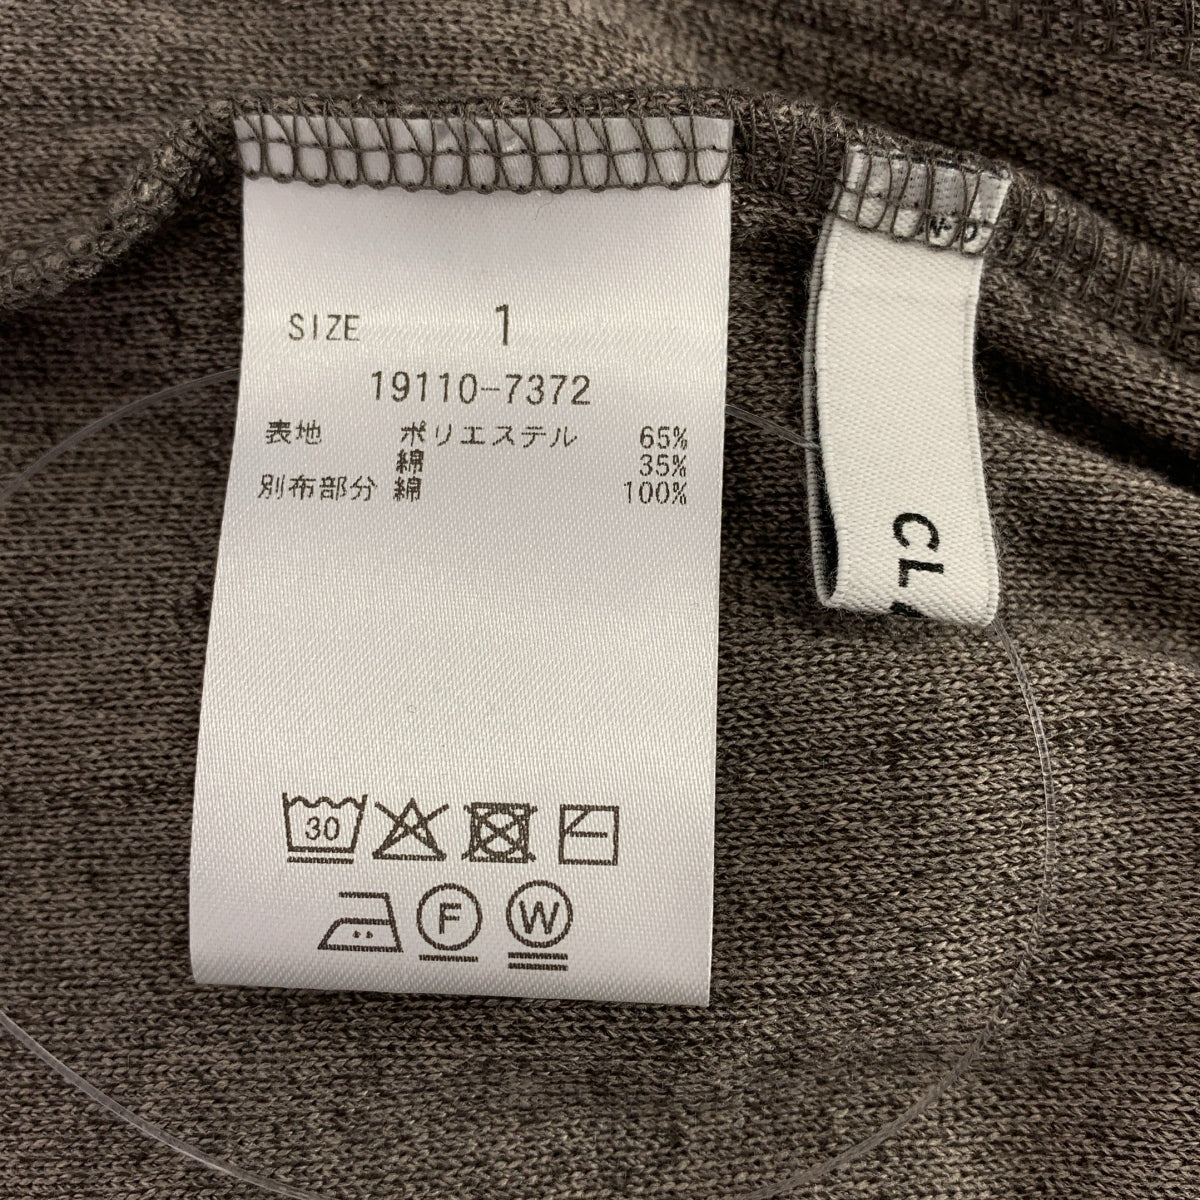 SIZE 1
19110-7372
表地 ポリエステル 65%
綿 35%
別布部分 綿 100%
30
F W
CL